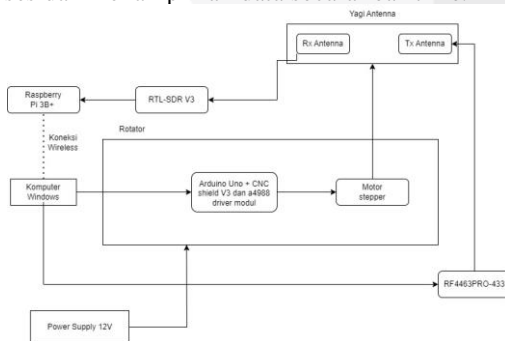 Yagi Antenna
Rx Antenna
Tx Antenna
Raspberry
Pi 3B+
RTL-SDR V3
Koneksi
Wireless
Rotator
Komputer
Windows
Arduino Uno + CNC
shield V3 dan a4988
driver modul
Motor
stepper
RF4463PRO-433
Power Supply 12V